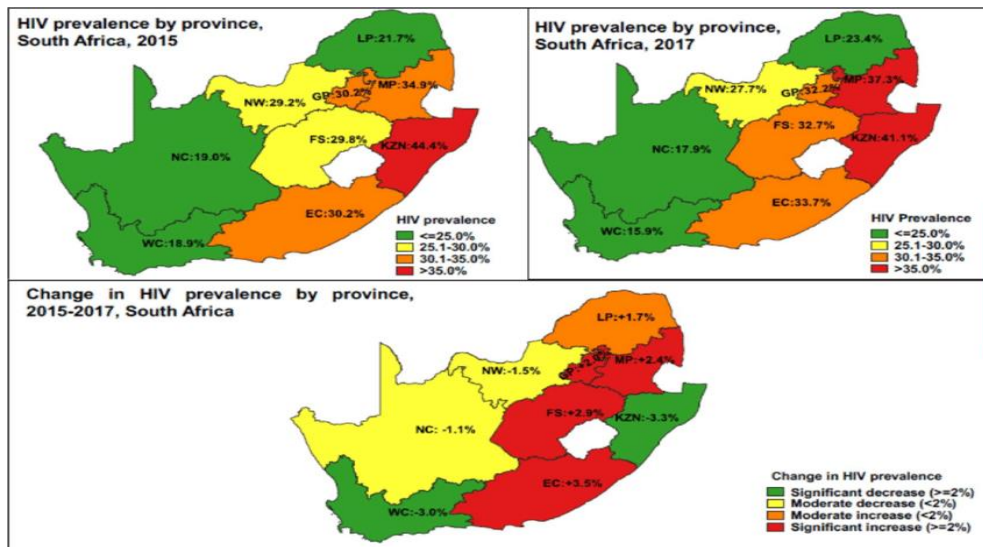 HIV prevalence by province,
South Africa, 2015
LP:21.7%
MP:34.9%
GP:30.2%
NW:29.2%
FS:29.8%
KZN:44.4%
NC:19.0%
EC:30.2%
WC:18.9%
HIV prevalence
<=25.0%
25.1-30.0%
30.1-35.0%
>35.0%
HIV prevalence by province,
South Africa, 2017
LP:23.4%
MP:37.3%
NW:27.7%
GP:32.2%
FS: 32.7%
KZN:41.1%
NC:17.9%
EC:33.7%
WC:15.9%
HIV Prevalence
<=25.0%
25.1-30.0%
30.1-35.0%
>35.0%
Change in HIV prevalence by province,
2015-2017, South Africa
LP:+1.7%
MP:+2.4%
NW:-1.5%
FS:+2.9%
KZN:-3.3%
NC: -1.1%
EC:+3.5%
WC:-3.0%
Change in HIV prevalence
Significant decrease (>=2%)
Moderate decrease (<2%)
Moderate increase (<2%)
Significant increase (>=2%)